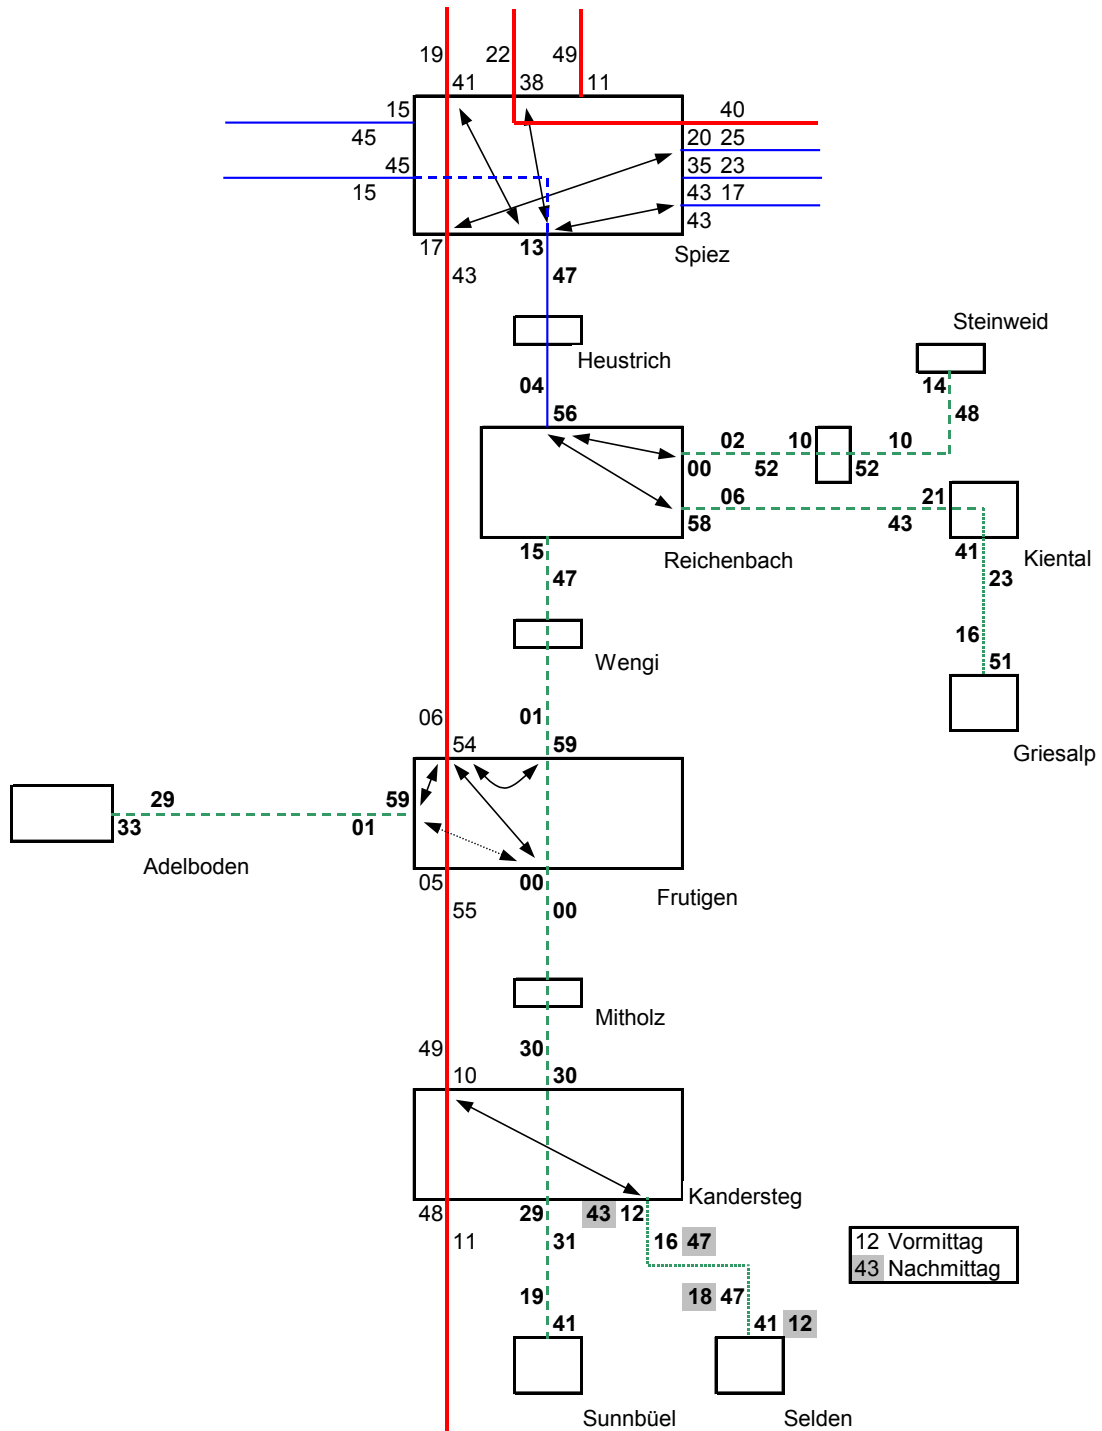 19 22 49
41 38 11
15 40
45 20 25
45 35 23
15 43 17
43
17 13 Spiez
43 47
Steinweid
Heustrich
04 14
56 48
02 10 10
00 52 52
06 21
58 43
15 41 Kiental
47 Reichenbach 23
16
Wengi 51
06 01
54 59 Griesalp
29 59
33 01
Adelboden
05 00 Frutigen
55 00
Mitholz
49 30
10 30
Kandersteg
48 29 43 12
11 31 16 47
12 Vormittag
43 Nachmittag
19 18 47
41 41 12
Sunnbüel Selden